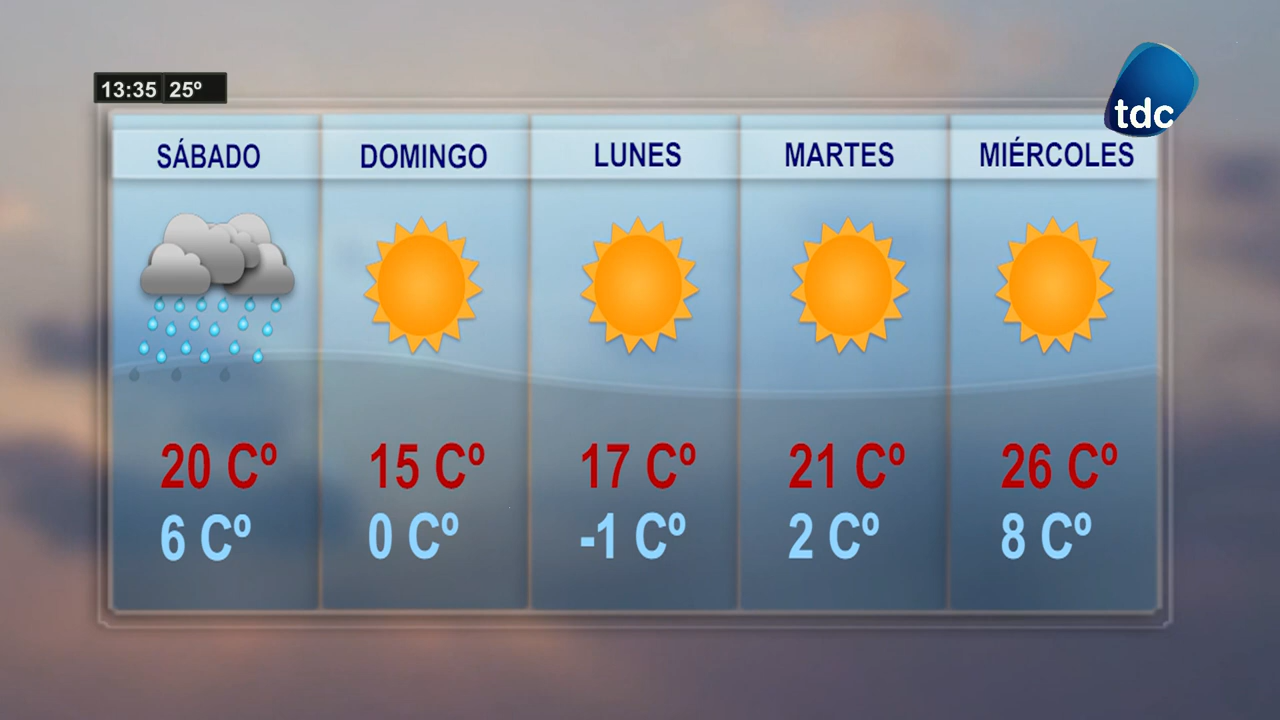 13:35 25º
tdc
SÁBADO DOMINGO LUNES MARTES MIÉRCOLES
20 Cº 15 Cº 17 Cº 21 Cº 26 Cº
6 Cº 0 Cº -1 Cº 2 Cº 8 Cº